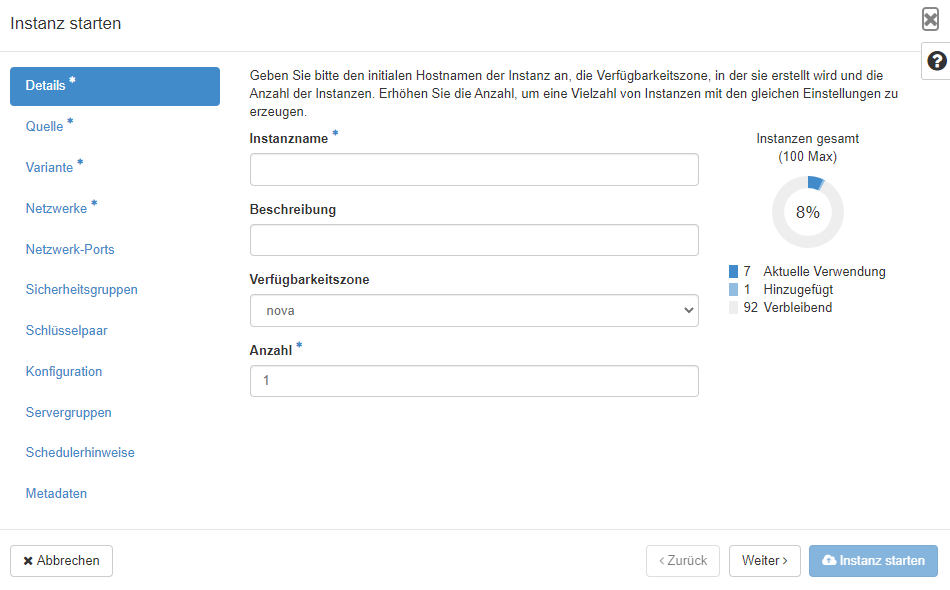 Instanz starten
Details *
Quelle *
Variante *
Netzwerke *
Netzwerk-Ports
Sicherheitsgruppen
Schlüsselpaar
Konfiguration
Servergruppen
Schedulerhinweise
Metadaten
Geben Sie bitte den initialen Hostnamen der Instanz an, die Verfügbarkeitszone, in der sie erstellt wird und die
Anzahl der Instanzen. Erhöhen Sie die Anzahl, um eine Vielzahl von Instanzen mit den gleichen Einstellungen zu
erzeugen.
Instanzname *
Beschreibung
Verfügbarkeitszone
nova
Anzahl *
1
Instanzen gesamt
(100 Max)
8%
7 Aktuelle Verwendung
1 Hinzugefügt
92 Verbleibend
Abbrechen
< Zurück
Weiter >
Instanz starten